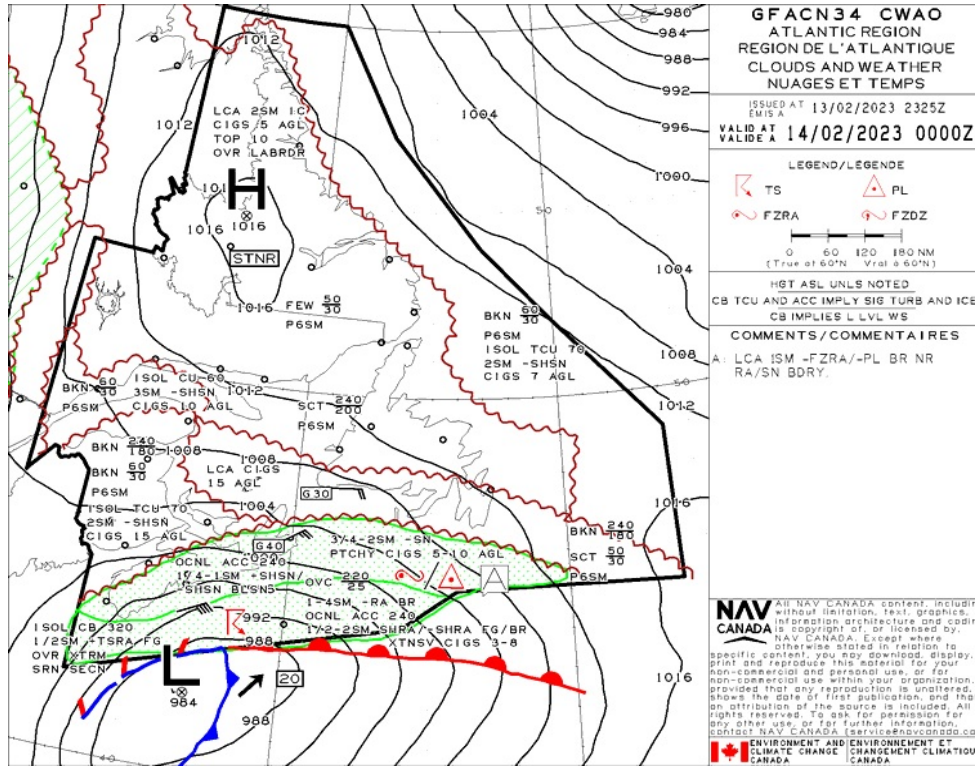 GFACN34 CWAO
ATLANTIC REGION
REGION DE L'ATLANTIQUE
CLOUDS AND WEATHER
NUAGES ET TEMPS
ISSUED AT
EMIS A
13/02/2023 2325Z
VALID AT
VALIDE A
14/02/2023 0000Z
LEGEND/LEGENDE
TS
PL
FZRA
FZDZ
0 60 120 180 NM
(True at 60°N Vrai à 60°N)
HGT ASL UNLS NOTED
CB TCU AND ACC IMPLY SIG TURB AND ICE
CB IMPLIES L LVL WS
COMMENTS/COMMENTAIRES
A: LCA 1SM -FZRA/-PL BR NR
RA/SN BDRY.
NAV
CANADA
All NAV CANADA content, includin
without limitation, text, graphics,
information architecture and codin
is copyright of, or licensed by,
NAV CANADA. Except where
otherwise stated in relation to
specific content, you may download, display,
print and reproduce this material for your
non-commercial and personal use, or for
non-commercial use within your organization,
provided that any reproduction is unaltered,
shows the date of first publication, and tha
an attribution of the source is included. All
rights reserved. To ask for permission for
any other use, or for further information,
contact NAV CANADA (service@navcanada.ca
ENVIRONMENT AND
CLIMATE CHANGE
CANADA
ENVIRONNEMENT ET
CHANGEMENT CLIMATIQU
CANADA
980
984
988
992
996
1000
1004
1004
1008
1012
1016
1016
1012
1012
LCA 2SM IC
CIGS 5 AGL
TOP 10
OVR LABRDR
H
1016
1016
STNR
1016
FEW 50
30
P6SM
BKN 60
30
P6SM
ISOL TCU 70
2SM -SHSN
CIGS 7 AGL
50
50
BKN 60
30
P6SM
ISOL CU 60
3SM -SHSN
CIGS 10 AGL
1012
SCT 240
200
P6SM
BKN 240
180
BKN 60
30
P6SM
ISOL TCU 70
2SM -SHSN
CIGS 15 AGL
1008
1008
LCA CIGS
15 AGL
1004
G30
G40
BKN 240
180
SCT 50
30
P6SM
3/4-2SM -SN
PTCHY CIGS 5-10 AGL
OCNL ACC 240
1/4-1SM -SHSN/
SHSN BLSN
OVC 220
25
1-4SM -RA BR
OCNL ACC 240
1/2-2SM SHRA/-SHRA FG/BR
XTNSV CIGS 3-8
A
ISOL CB 320
1/2SM +TSRA/FG
OVR XTRM
SRN SECN
992
988
L
984
20
988
40